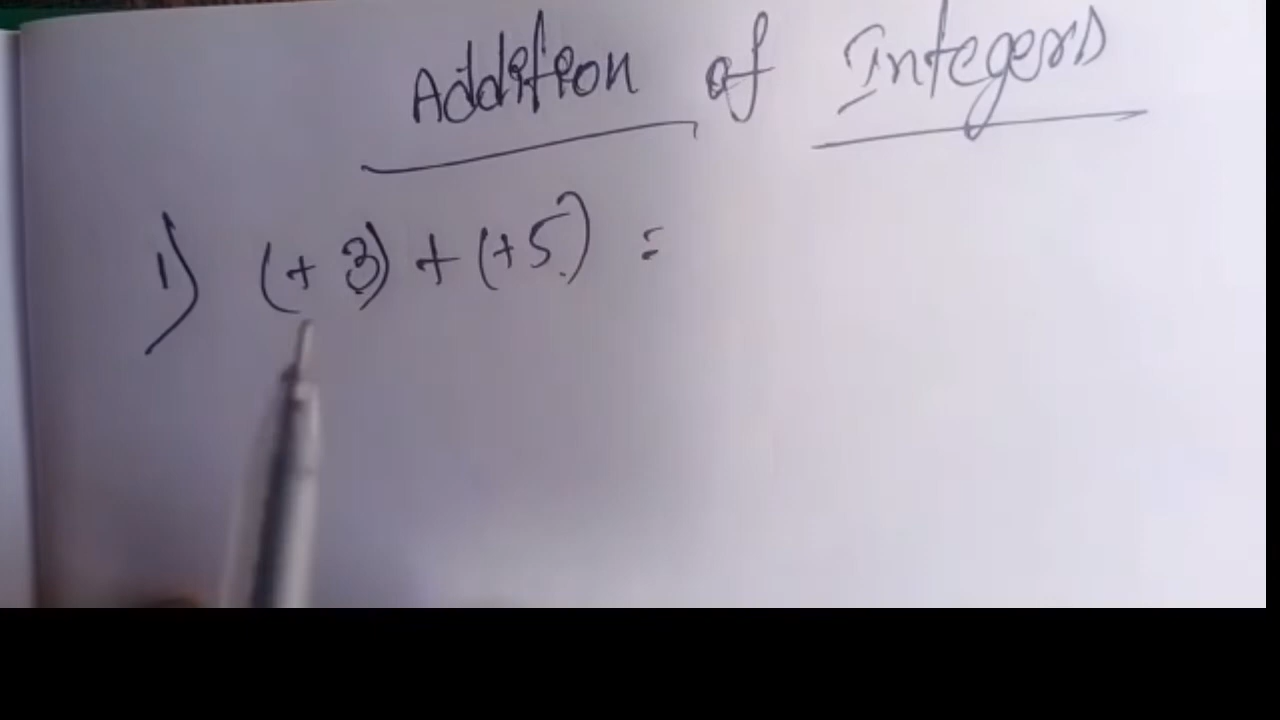 Addition of Integers
1) (+3) + (+5) =